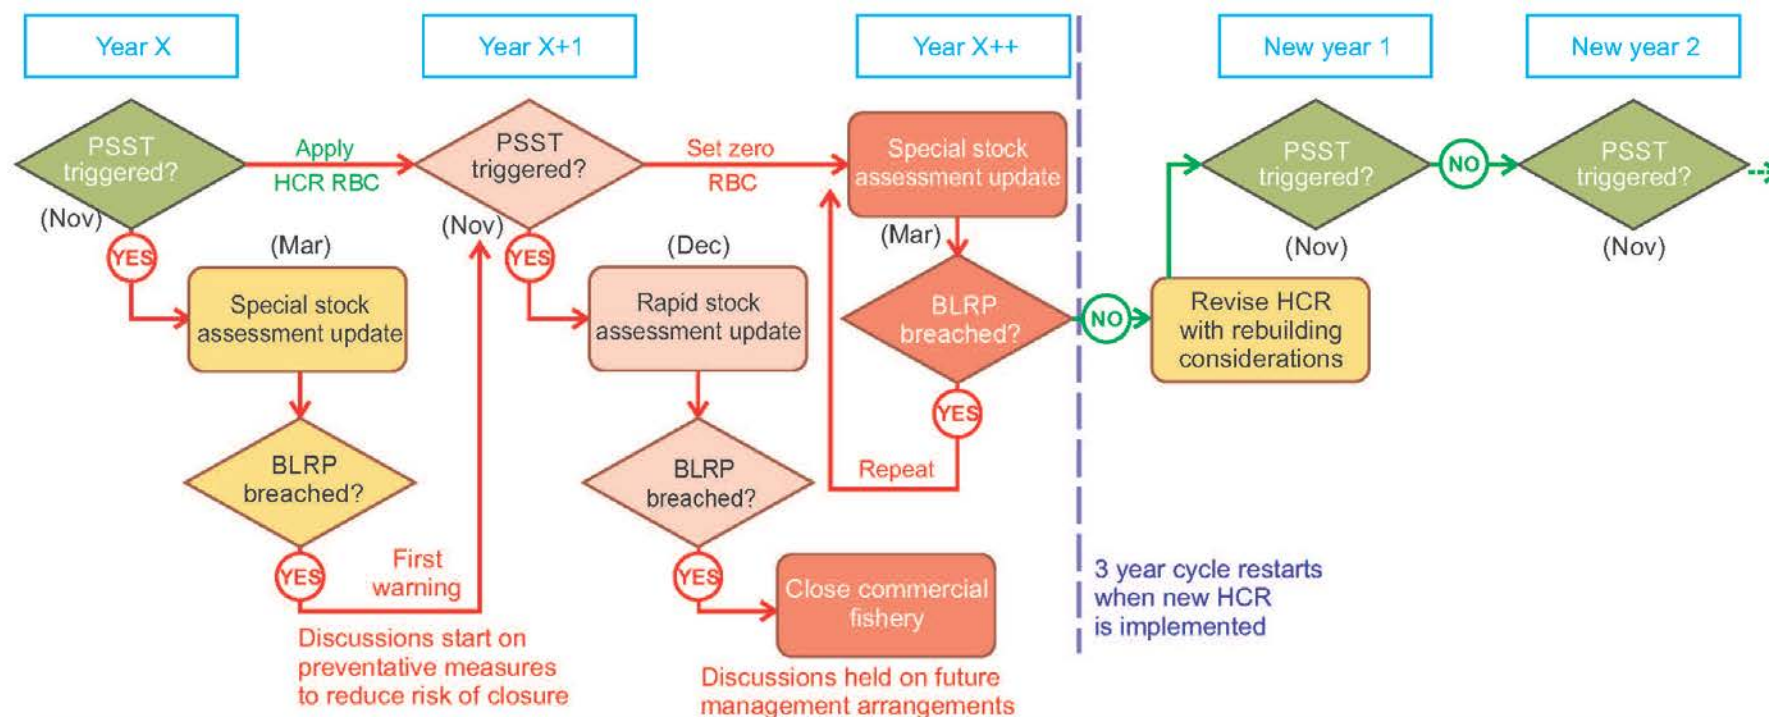 Year X
Year X+1
Year X++
New year 1
New year 2
PSST
triggered?
(Nov)
YES
Apply
HCR RBC
(Mar)
Special stock
assessment update
BLRP
breached?
YES
First
warning
Discussions start on
preventative measures
to reduce risk of closure
PSST
triggered?
(Nov)
YES
Set zero
RBC
(Dec)
Rapid stock
assessment update
BLRP
breached?
YES
Close commercial
fishery
Discussions held on future
management arrangements
Special stock
assessment update
(Mar)
BLRP
breached?
YES
Repeat
NO
3 year cycle restarts
when new HCR
is implemented
Revise HCR
with rebuilding
considerations
PSST
triggered?
(Nov)
NO
PSST
triggered?
(Nov)